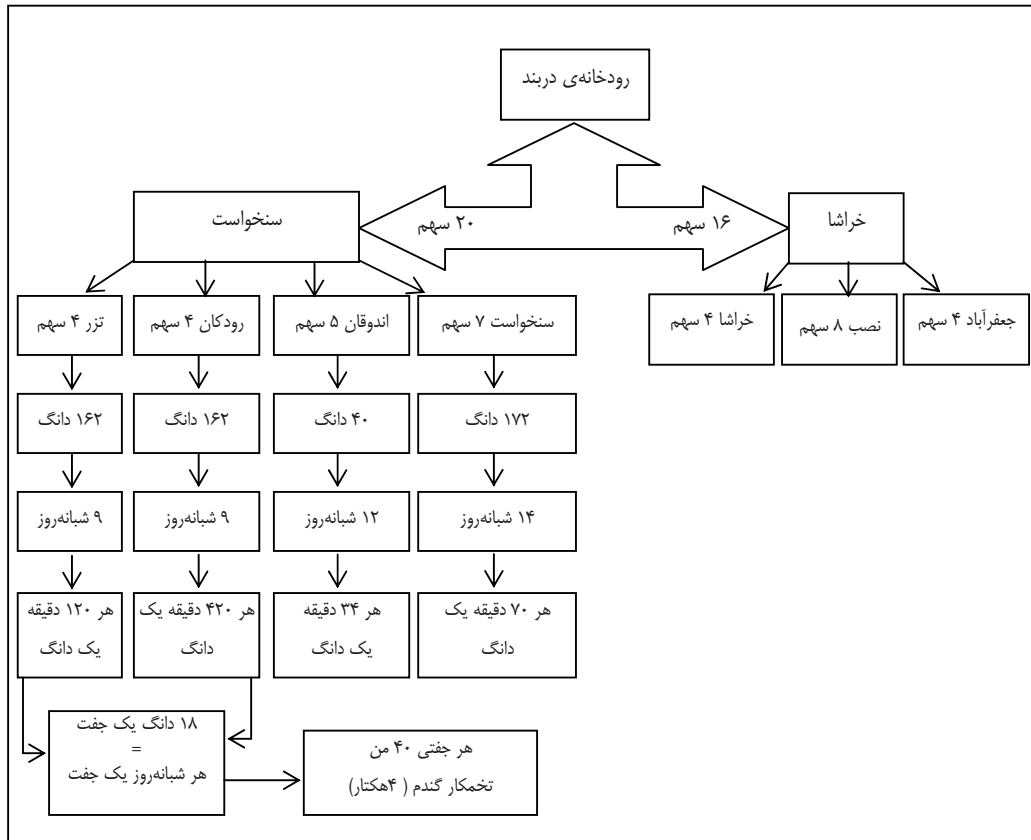 رودخانه‌ی دربند
۱۶ سهم
۲۰ سهم
خراشا
سنخواست
جعفرآباد ۴ سهم
نصب ۸ سهم
خراشا ۴ سهم
سنخواست ۷ سهم
اندوقان ۵ سهم
رودکان ۴ سهم
تزر ۴ سهم
۱۷۲ دانگ
۴۰ دانگ
۱۶۲ دانگ
۱۶۲ دانگ
۱۴ شبانه‌روز
۱۲ شبانه‌روز
۹ شبانه‌روز
۹ شبانه‌روز
هر ۷۰ دقیقه یک
دانگ
هر ۳۴ دقیقه
یک دانگ
هر ۴۲۰ دقیقه یک
دانگ
هر ۱۲۰ دقیقه
یک دانگ
۱۸ دانگ یک جفت
=
هر شبانه‌روز یک جفت
هر جفتی ۴۰ من
تخمکار گندم ( ۴هکتار)